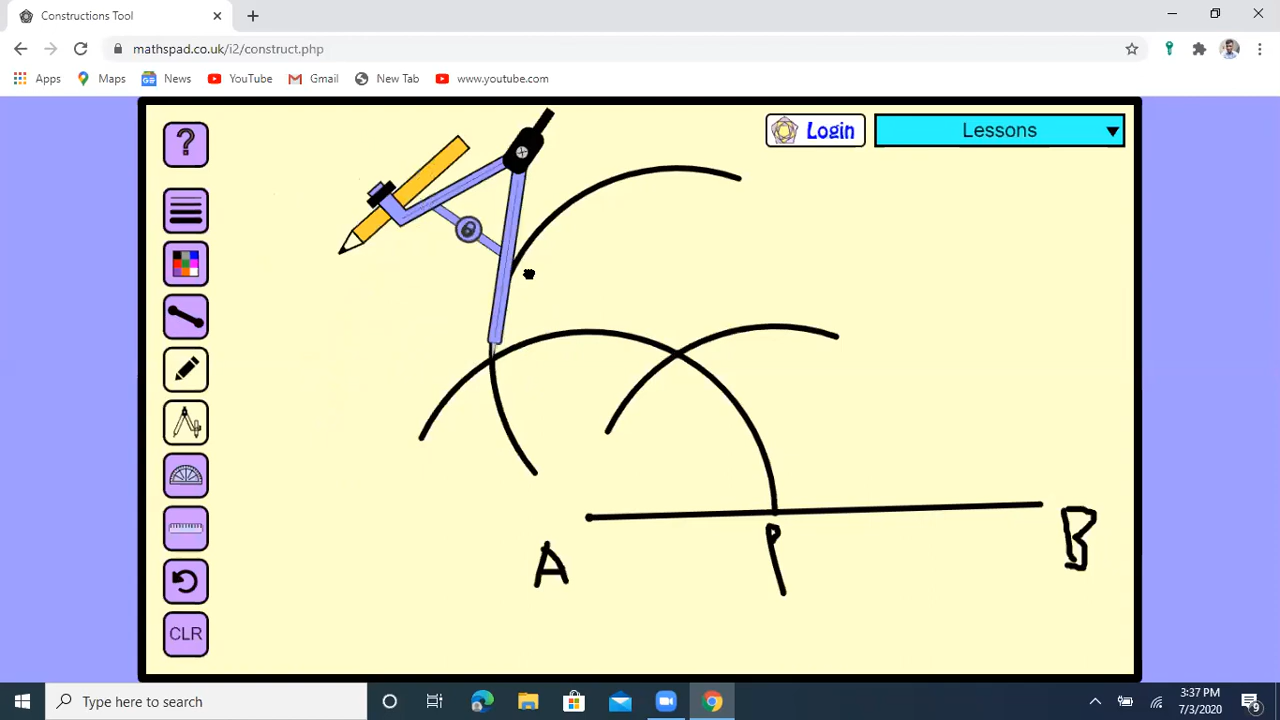 Constructions Tool
mathspad.co.uk/i2/construct.php
Apps Maps News YouTube Gmail New Tab www.youtube.com
? Login Lessons
CLR
A P B
Type here to search
3:37 PM
7/3/2020
9